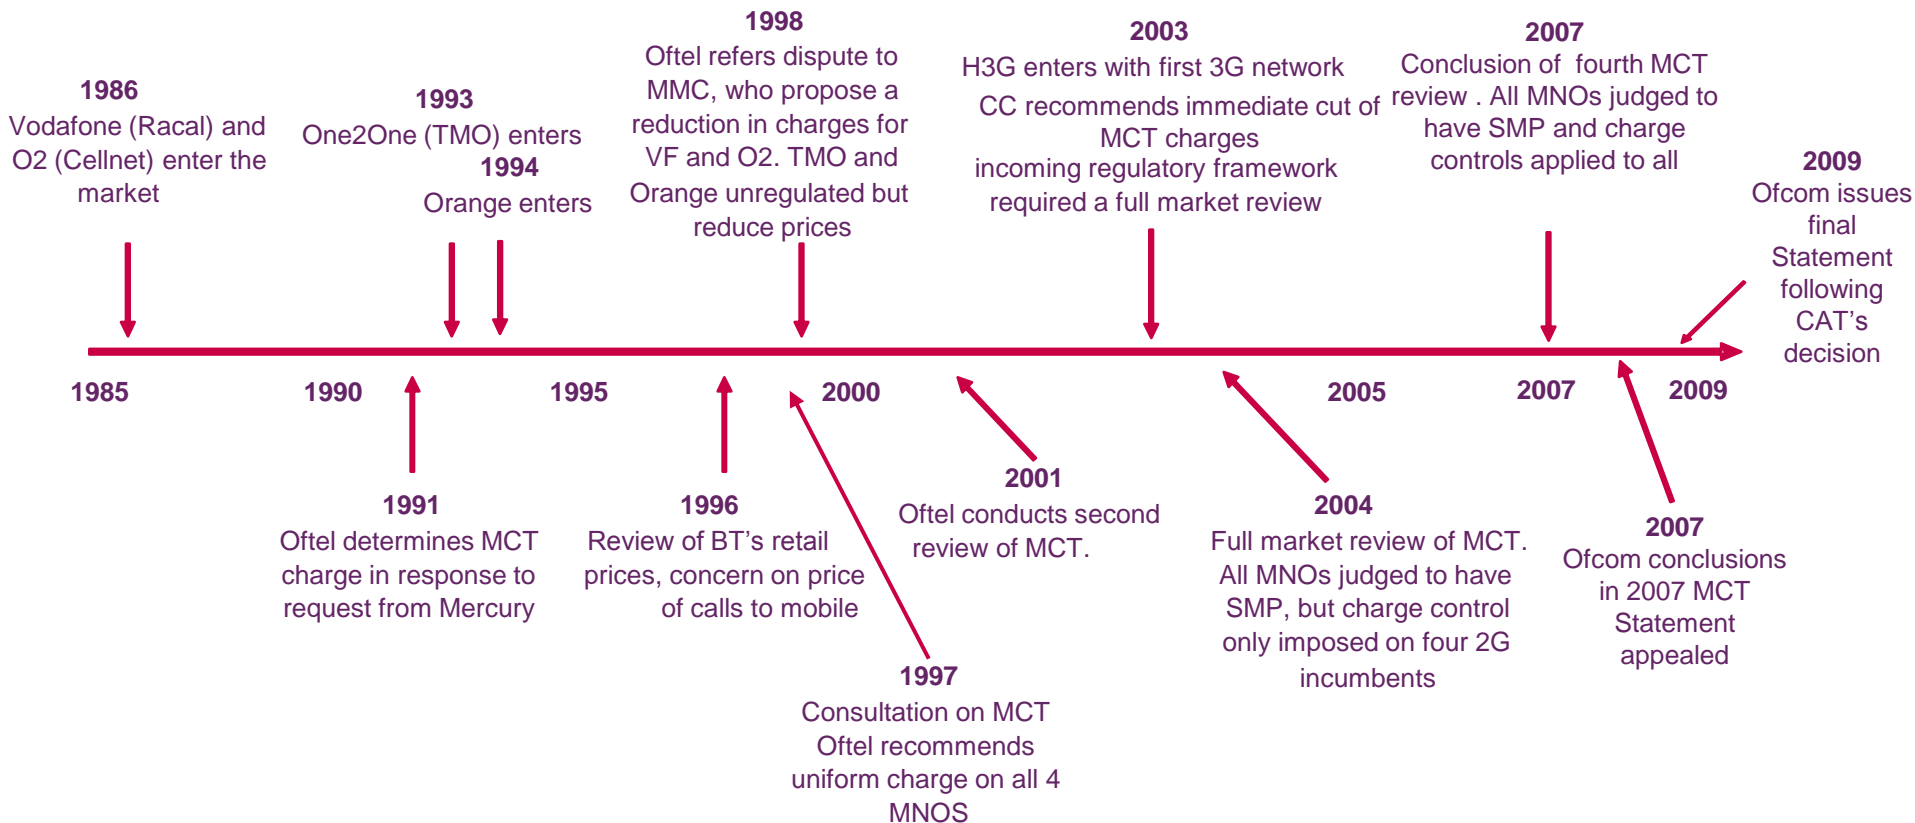 1986
Vodafone (Racal) and
O2 (Cellnet) enter the
market
1993
One2One (TMO) enters
1994
Orange enters
1998
Oftel refers dispute to
MMC, who propose a
reduction in charges for
VF and O2. TMO and
Orange unregulated but
reduce prices
2003
H3G enters with first 3G network
CC recommends immediate cut of
MCT charges
incoming regulatory framework
required a full market review
2007
Conclusion of fourth MCT
review . All MNOs judged to
have SMP and charge
controls applied to all
2009
Ofcom issues
final
Statement
following
CAT’s
decision
1985
1990
1995
2000
2005
2007
2009
1991
Oftel determines MCT
charge in response to
request from Mercury
1996
Review of BT’s retail
prices, concern on price
of calls to mobile
1997
Consultation on MCT
Oftel recommends
uniform charge on all 4
MNOS
2001
Oftel conducts second
review of MCT.
2004
Full market review of MCT.
All MNOs judged to have
SMP, but charge control
only imposed on four 2G
incumbents
2007
Ofcom conclusions
in 2007 MCT
Statement
appealed